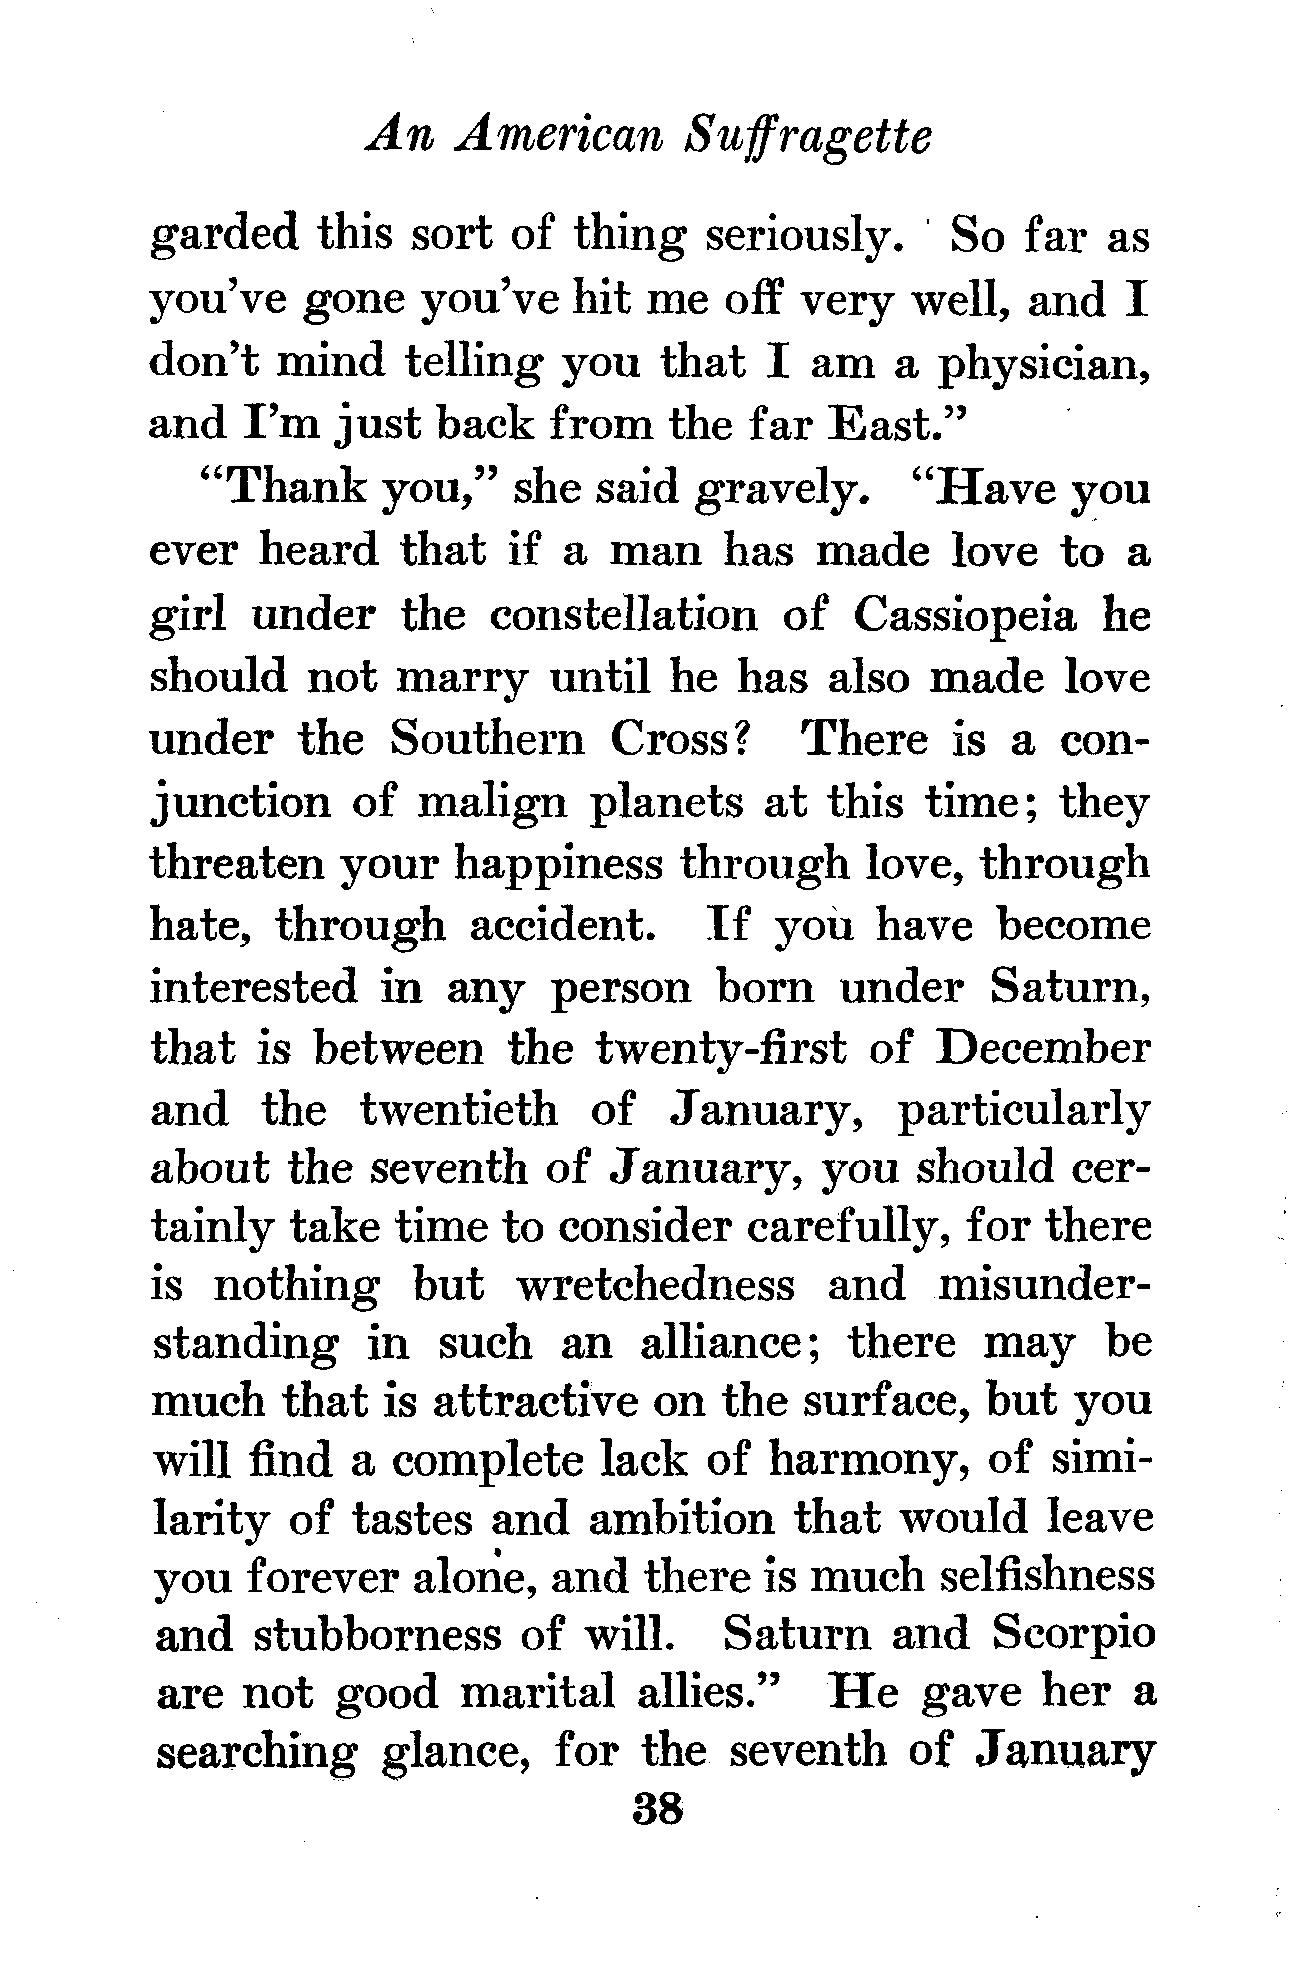 An American Suffragette
garded this sort of thing seriously. So far as
you've gone you've hit me off very well, and I
don't mind telling you that I am a physician,
and I'm just back from the far East."
"Thank you," she said gravely. "Have you
ever heard that if a man has made love to a
girl under the constellation of Cassiopeia he
should not marry until he has also made love
under the Southern Cross? There is a con-
junction of malign planets at this time; they
threaten your happiness through love, through
hate, through accident. If you have become
interested in any person born under Saturn,
that is between the twenty-first of December
and the twentieth of January, particularly
about the seventh of January, you should cer-
tainly take time to consider carefully, for there
is nothing but wretchedness and misunder-
standing in such an alliance; there may be
much that is attractive on the surface, but you
will find a complete lack of harmony, of simi-
larity of tastes and ambition that would leave
you forever alone, and there is much selfishness
and stubborness of will. Saturn and Scorpio
are not good marital allies." He gave her a
searching glance, for the seventh of January
38